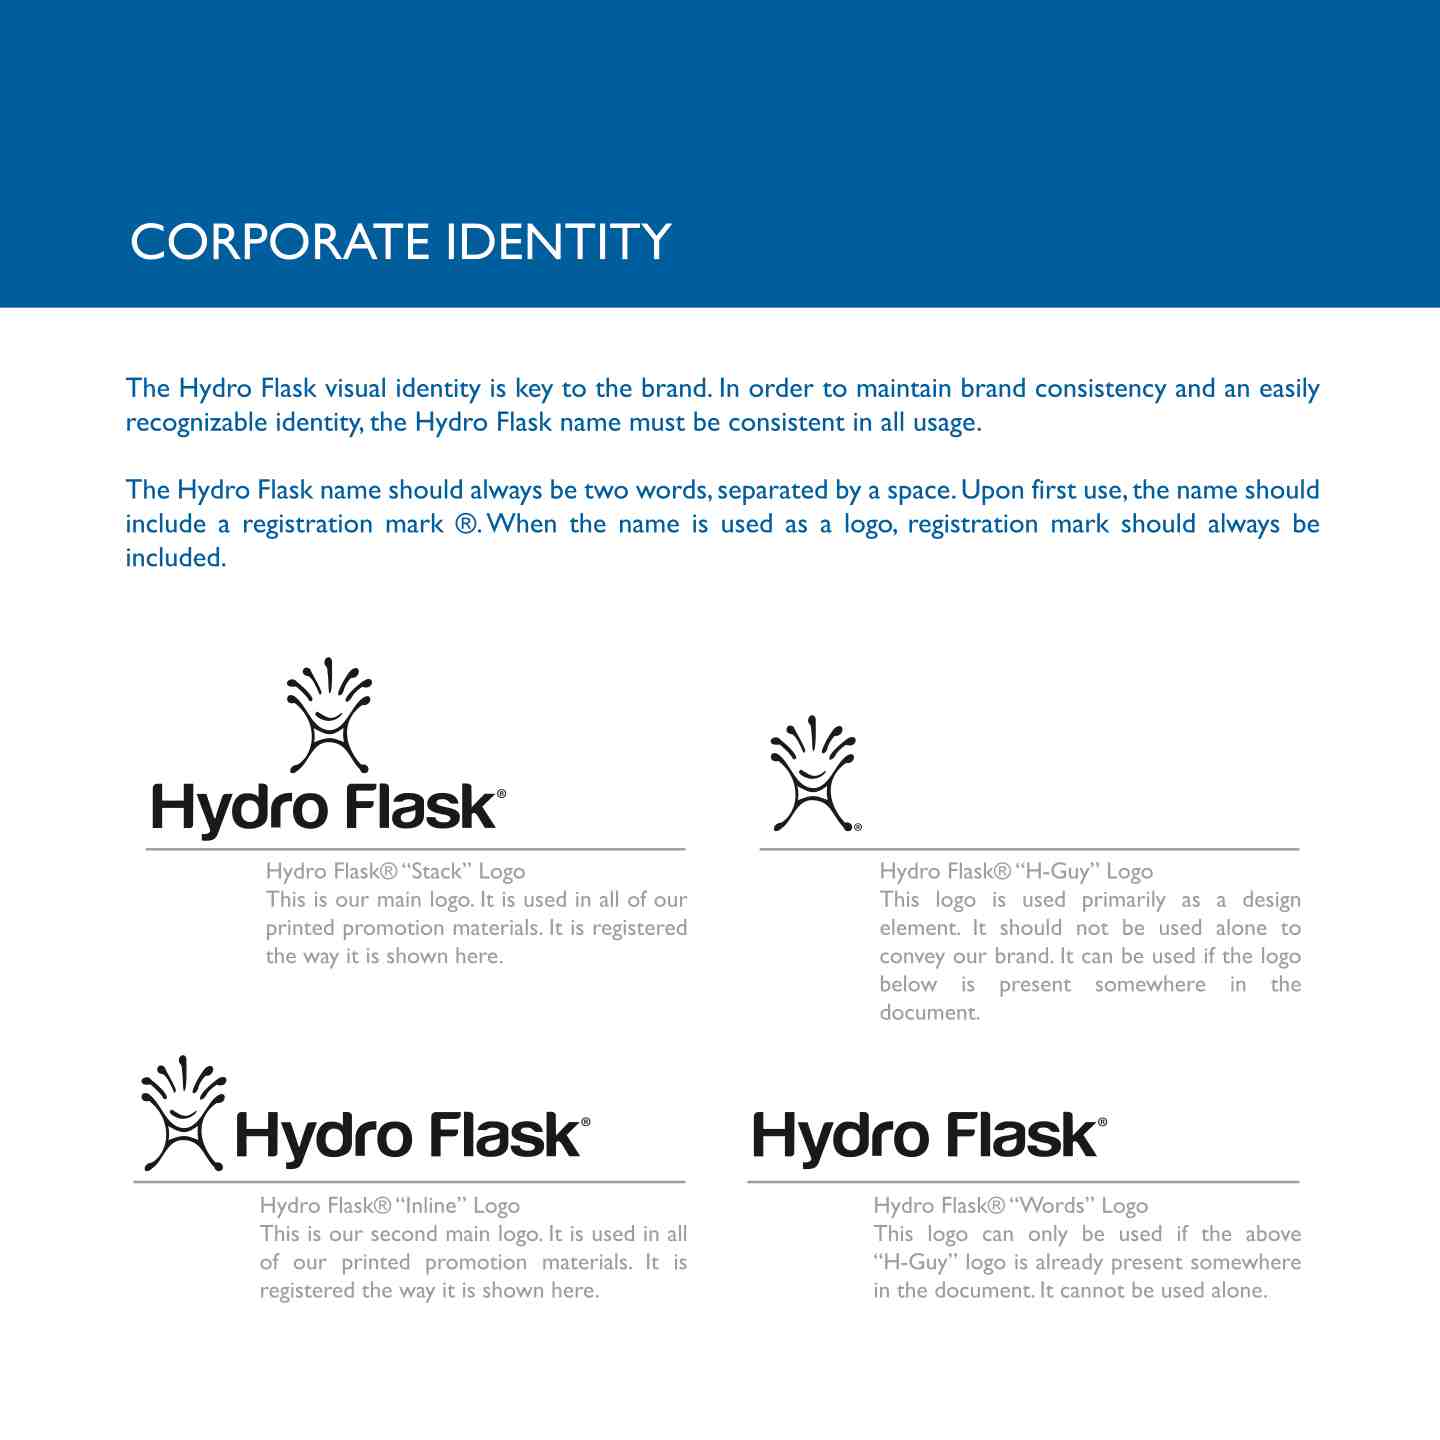 CORPORATE IDENTITY
The Hydro Flask visual identity is key to the brand. In order to maintain brand consistency and an easily
recognizable identity, the Hydro Flask name must be consistent in all usage.
The Hydro Flask name should always be two words, separated by a space. Upon first use, the name should
include a registration mark ®. When the name is used as a logo, registration mark should always be
included.
Hydro Flask®
Hydro Flask® “Stack” Logo
This is our main logo. It is used in all of our
printed promotion materials. It is registered
the way it is shown here.
®
Hydro Flask® “H-Guy” Logo
This logo is used primarily as a design
element. It should not be used alone to
convey our brand. It can be used if the logo
below is present somewhere in the
document.
Hydro Flask®
Hydro Flask® “Inline” Logo
This is our second main logo. It is used in all
of our printed promotion materials. It is
registered the way it is shown here.
Hydro Flask®
Hydro Flask® “Words” Logo
This logo can only be used if the above
“H-Guy” logo is already present somewhere
in the document. It cannot be used alone.